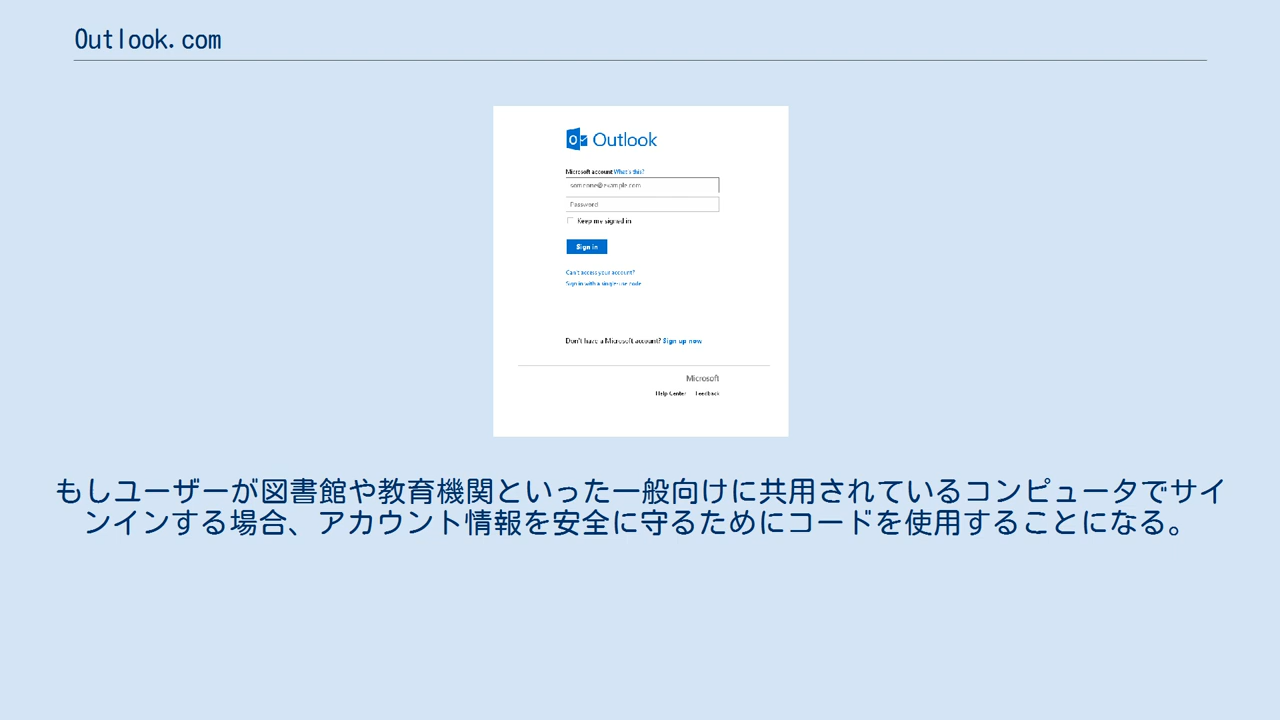 Outlook.com
Outlook
Microsoft account What's this?
someone@example.com
Password
Keep me signed in
Sign in
Can't access your account?
Sign in with a single-use code
Don't have a Microsoft account? Sign up now
Microsoft
Help Center Feedback
もしユーザーが図書館や教育機関といった一般向けに共用されているコンピュータでサイ
ンインする場合、アカウント情報を安全に守るためにコードを使用することになる。